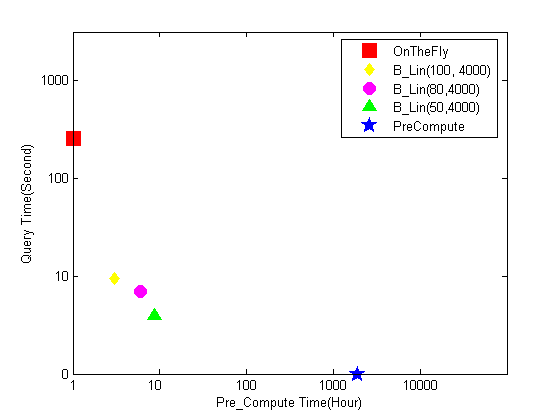 OnTheFly
B_Lin(100, 4000)
B_Lin(80,4000)
B_Lin(50,4000)
PreCompute
1000
100
10
0
Query Time(Second)
1 10 100 1000 10000
Pre_Compute Time(Hour)